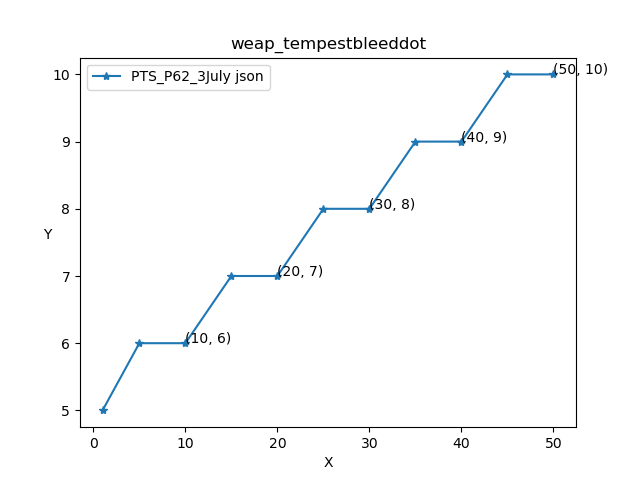 weap_tempestbleeddot
PTS_P62_3July json
10
9
8
7
6
5
Y
(50, 10)
(40, 9)
(30, 8)
(20, 7)
(10, 6)
0 10 20 30 40 50
X